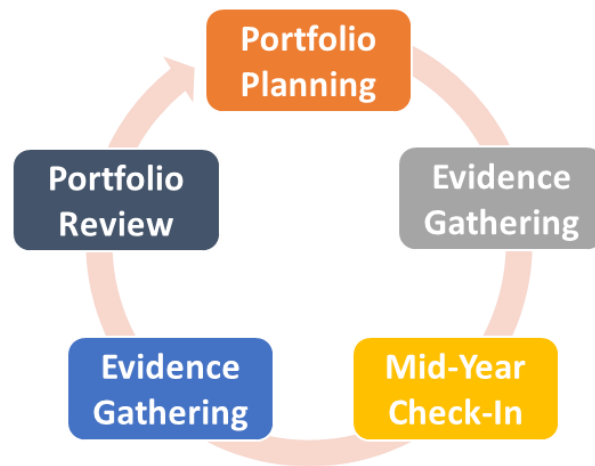 Portfolio
Planning
Evidence
Gathering
Mid-Year
Check-In
Evidence
Gathering
Portfolio
Review